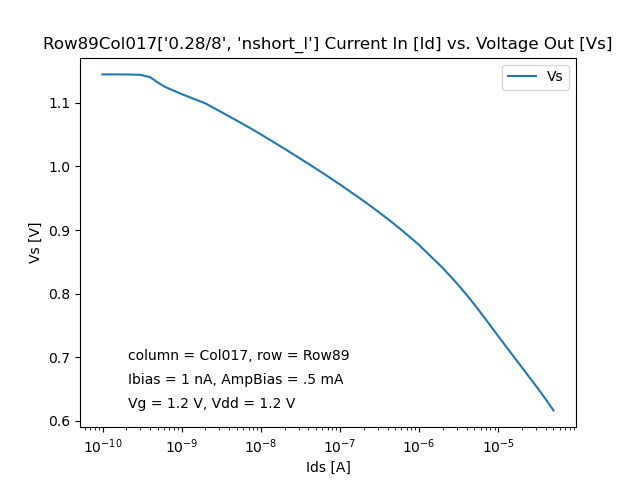 Row89Col017['0.28/8', 'nshort_l'] Current In [Id] vs. Voltage Out [Vs]
Vs
1.1
1.0
0.9
0.8
0.7
0.6
Vs [V]
column = Col017, row = Row89
Ibias = 1 nA, AmpBias = .5 mA
Vg = 1.2 V, Vdd = 1.2 V
10⁻¹⁰ 10⁻⁹ 10⁻⁸ 10⁻⁷ 10⁻⁶ 10⁻⁵
Ids [A]